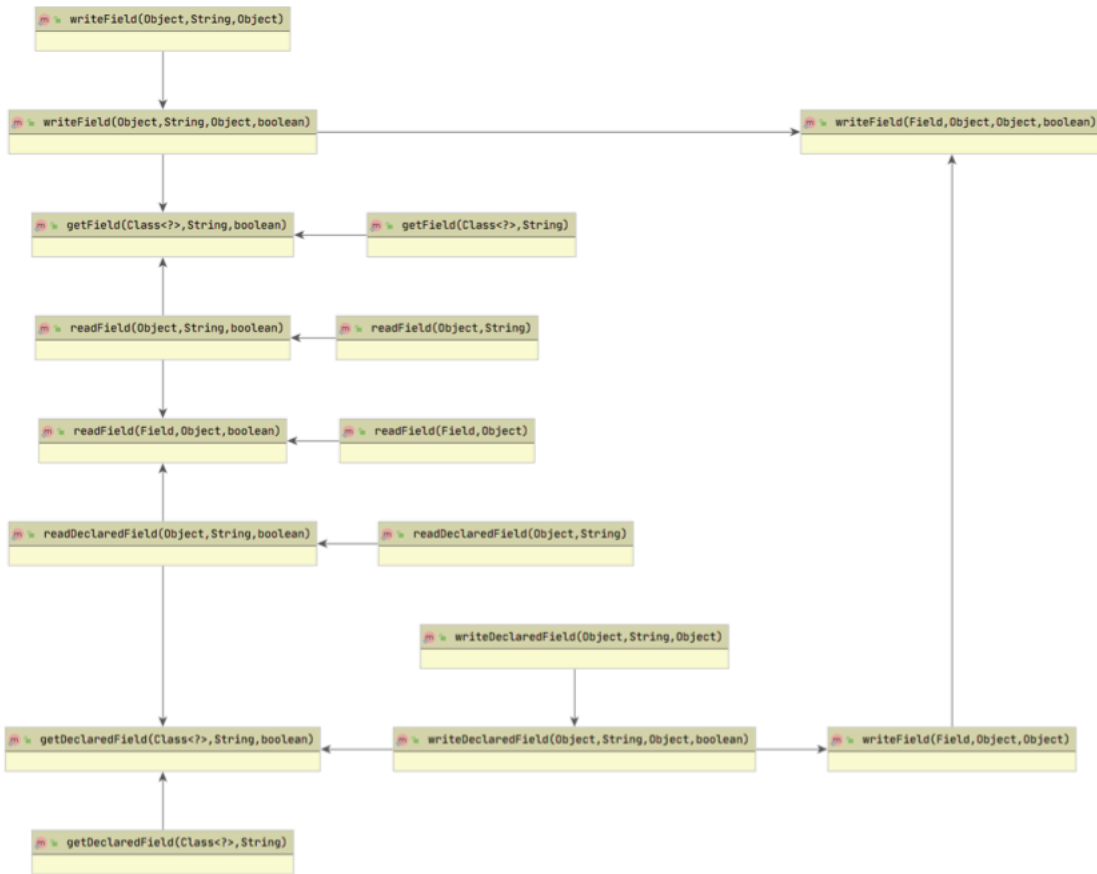 writeField(Object,String,Object)
writeField(Object,String,Object,boolean)
writeField(Field,Object,Object,boolean)
getField(Class<?>,String,boolean)
getField(Class<?>,String)
readField(Object,String,boolean)
readField(Object,String)
readField(Field,Object,boolean)
readField(Field,Object)
readDeclaredField(Object,String,boolean)
readDeclaredField(Object,String)
writeDeclaredField(Object,String,Object)
getDeclaredField(Class<?>,String,boolean)
writeDeclaredField(Object,String,Object,boolean)
writeField(Field,Object,Object)
getDeclaredField(Class<?>,String)